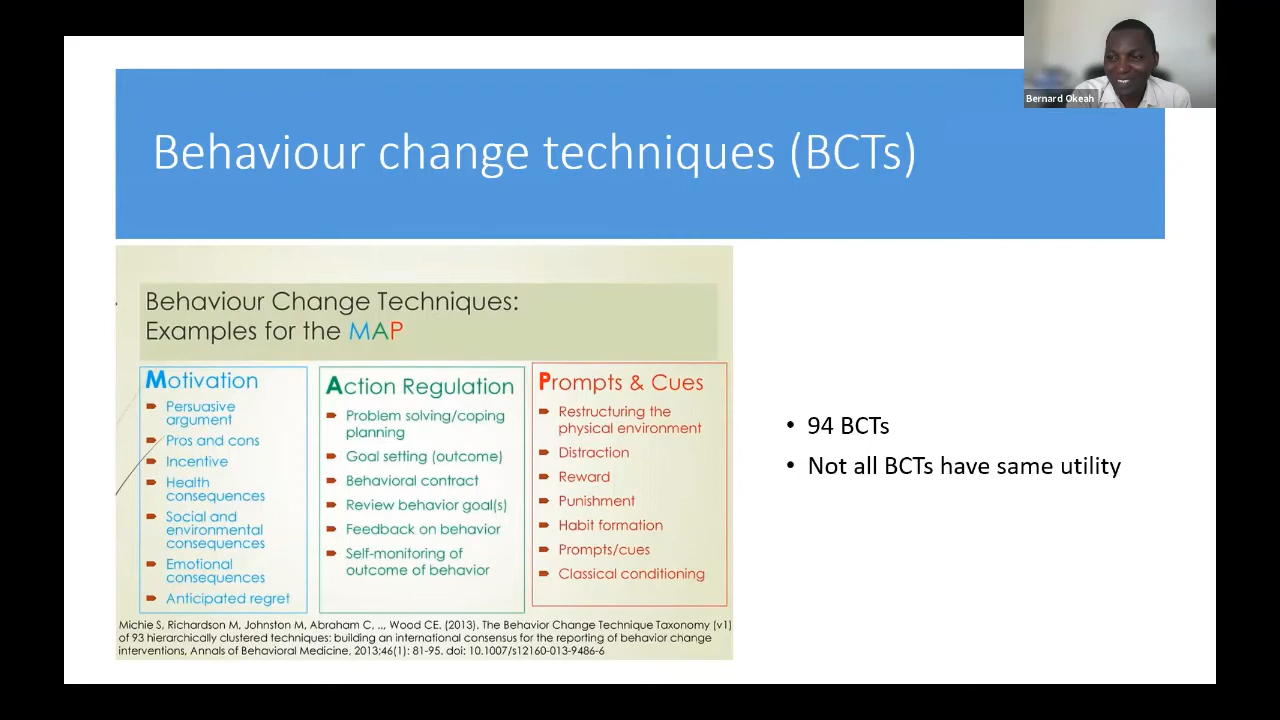 Bernard Okeah
Behaviour change techniques (BCTs)
Behaviour Change Techniques:
Examples for the MAP
Motivation
Persuasive
argument
Pros and cons
Incentive
Health
consequences
Social and
environmental
consequences
Emotional
consequences
Anticipated regret
Action Regulation
Problem solving/coping
planning
Goal setting (outcome)
Behavioral contract
Review behavior goal(s)
Feedback on behavior
Self-monitoring of
outcome of behavior
Prompts & Cues
Restructuring the
physical environment
Distraction
Reward
Punishment
Habit formation
Prompts/cues
Classical conditioning
Michie S, Richardson M, Johnston M, Abraham C, .., Wood CE. (2013). The Behavior Change Technique Taxonomy (v1)
of 93 hierarchically clustered techniques: building an international consensus for the reporting of behavior change
interventions, Annals of Behavioral Medicine, 2013;46(1): 81-95. doi: 10.1007/s12160-013-9486-6
• 94 BCTs
• Not all BCTs have same utility